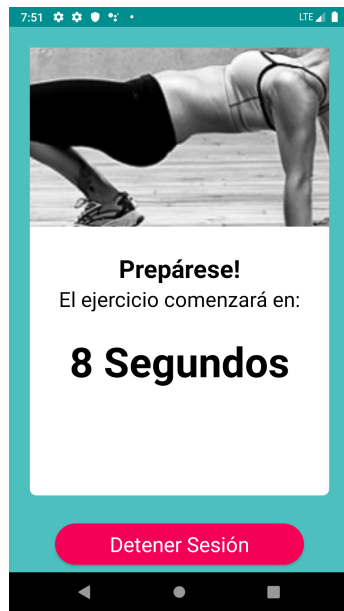 7:51 LTE
Prepárese!
El ejercicio comenzará en:
8 Segundos
Detener Sesión